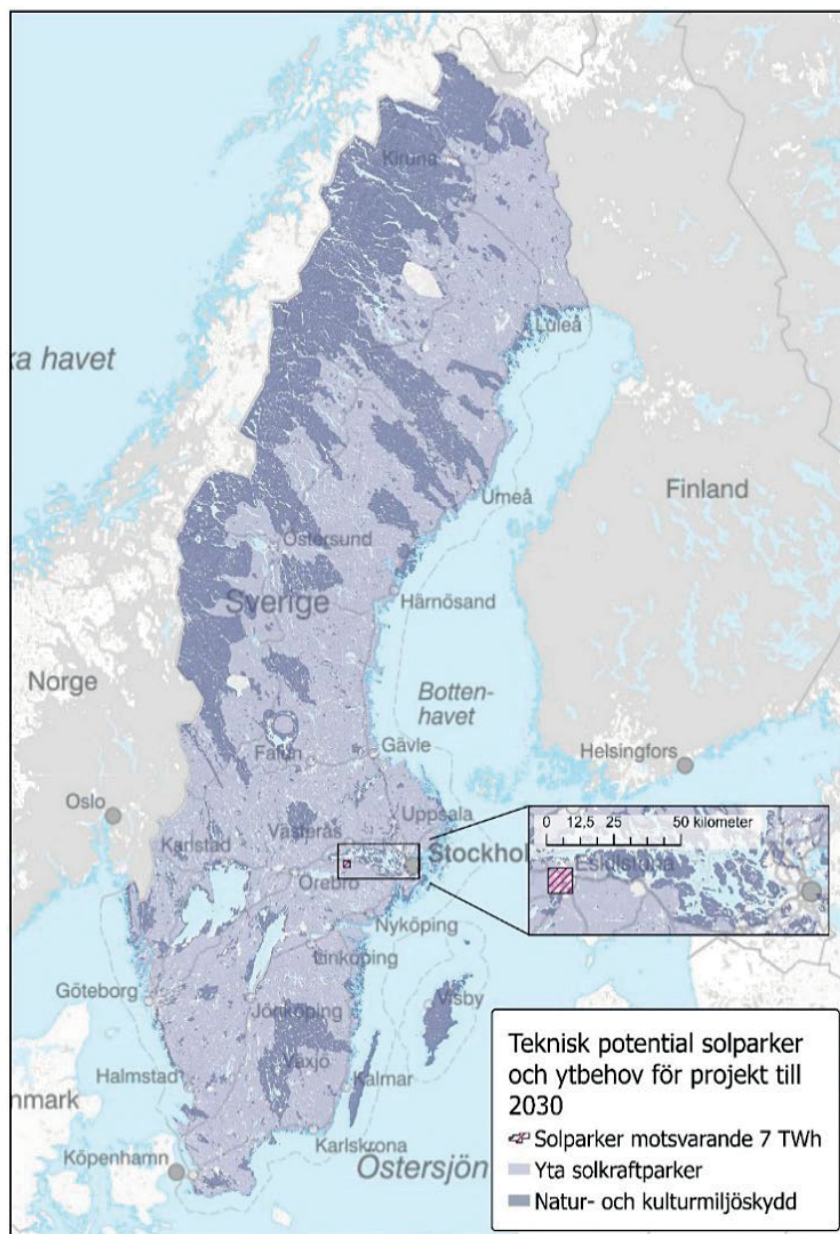 Kiruna
Luleå
ka havet
Umeå
Finland
Östersund
Sverige
Härnösand
Norge
Botten-
havet
Falun
Gävle
Helsingfors
Oslo
Uppsala
0 12,5 25 50 kilometer
Karlstad
Västerås
Stockhol
Eskilstuna
Örebro
Nyköping
Linköping
Göteborg
Visby
Jönköping
Växjö
Halmstad
Kalmar
nmark
Karlskrona
Köpenhamn
Östersjön
Teknisk potential solparker
och ytbehov för projekt till
2030
Solparker motsvarande 7 TWh
Yta solkraftparker
Natur- och kulturmiljöskydd